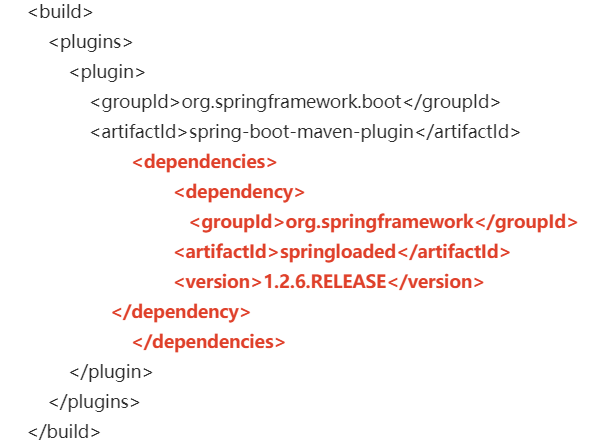 <build>
<plugins>
<plugin>
<groupId>org.springframework.boot</groupId>
<artifactId>spring-boot-maven-plugin</artifactId>
<dependencies>
<dependency>
<groupId>org.springframework</groupId>
<artifactId>springloaded</artifactId>
<version>1.2.6.RELEASE</version>
</dependency>
</dependencies>
</plugin>
</plugins>
</build>